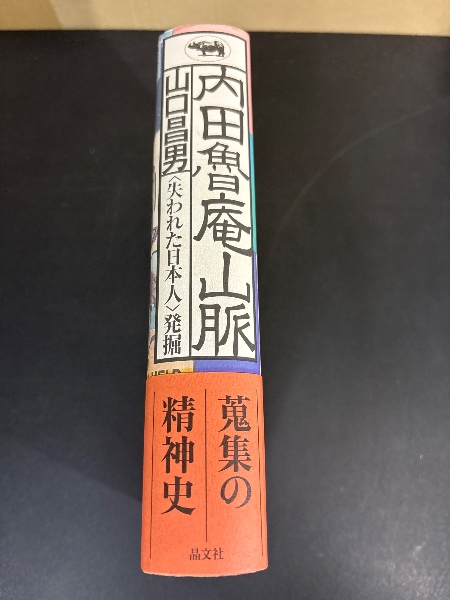 内田魯庵山脈
山口昌男
〈失われた日本人〉発掘
蒐集の
精神史
晶文社